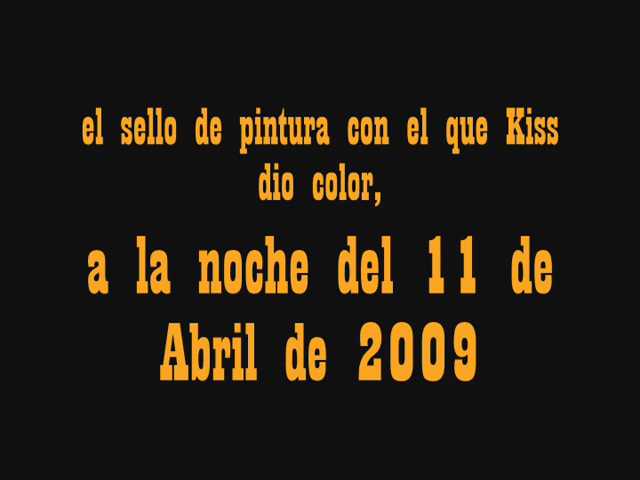 el sello de pintura con el que Kiss
dio color,
a la noche del 11 de
Abril de 2009